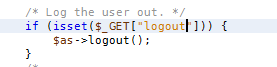 /* Log the user out. */
if (isset($_GET["logout"])) {
$as->logout();
}
/*